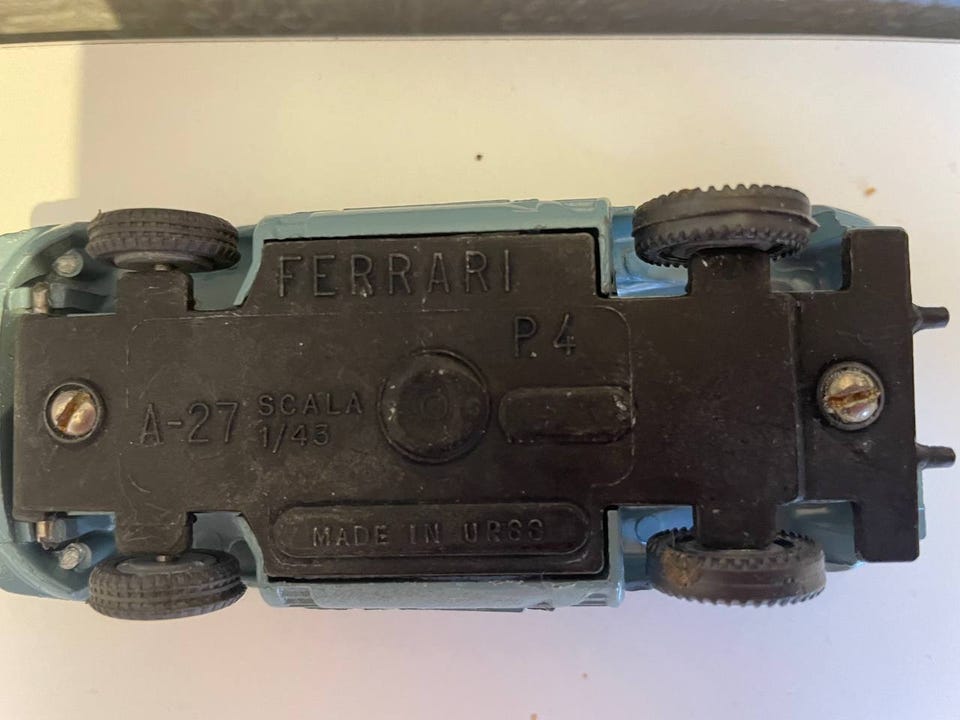 FERRARI
P.4
A-27
SCALA
1/43
MADE IN URSS